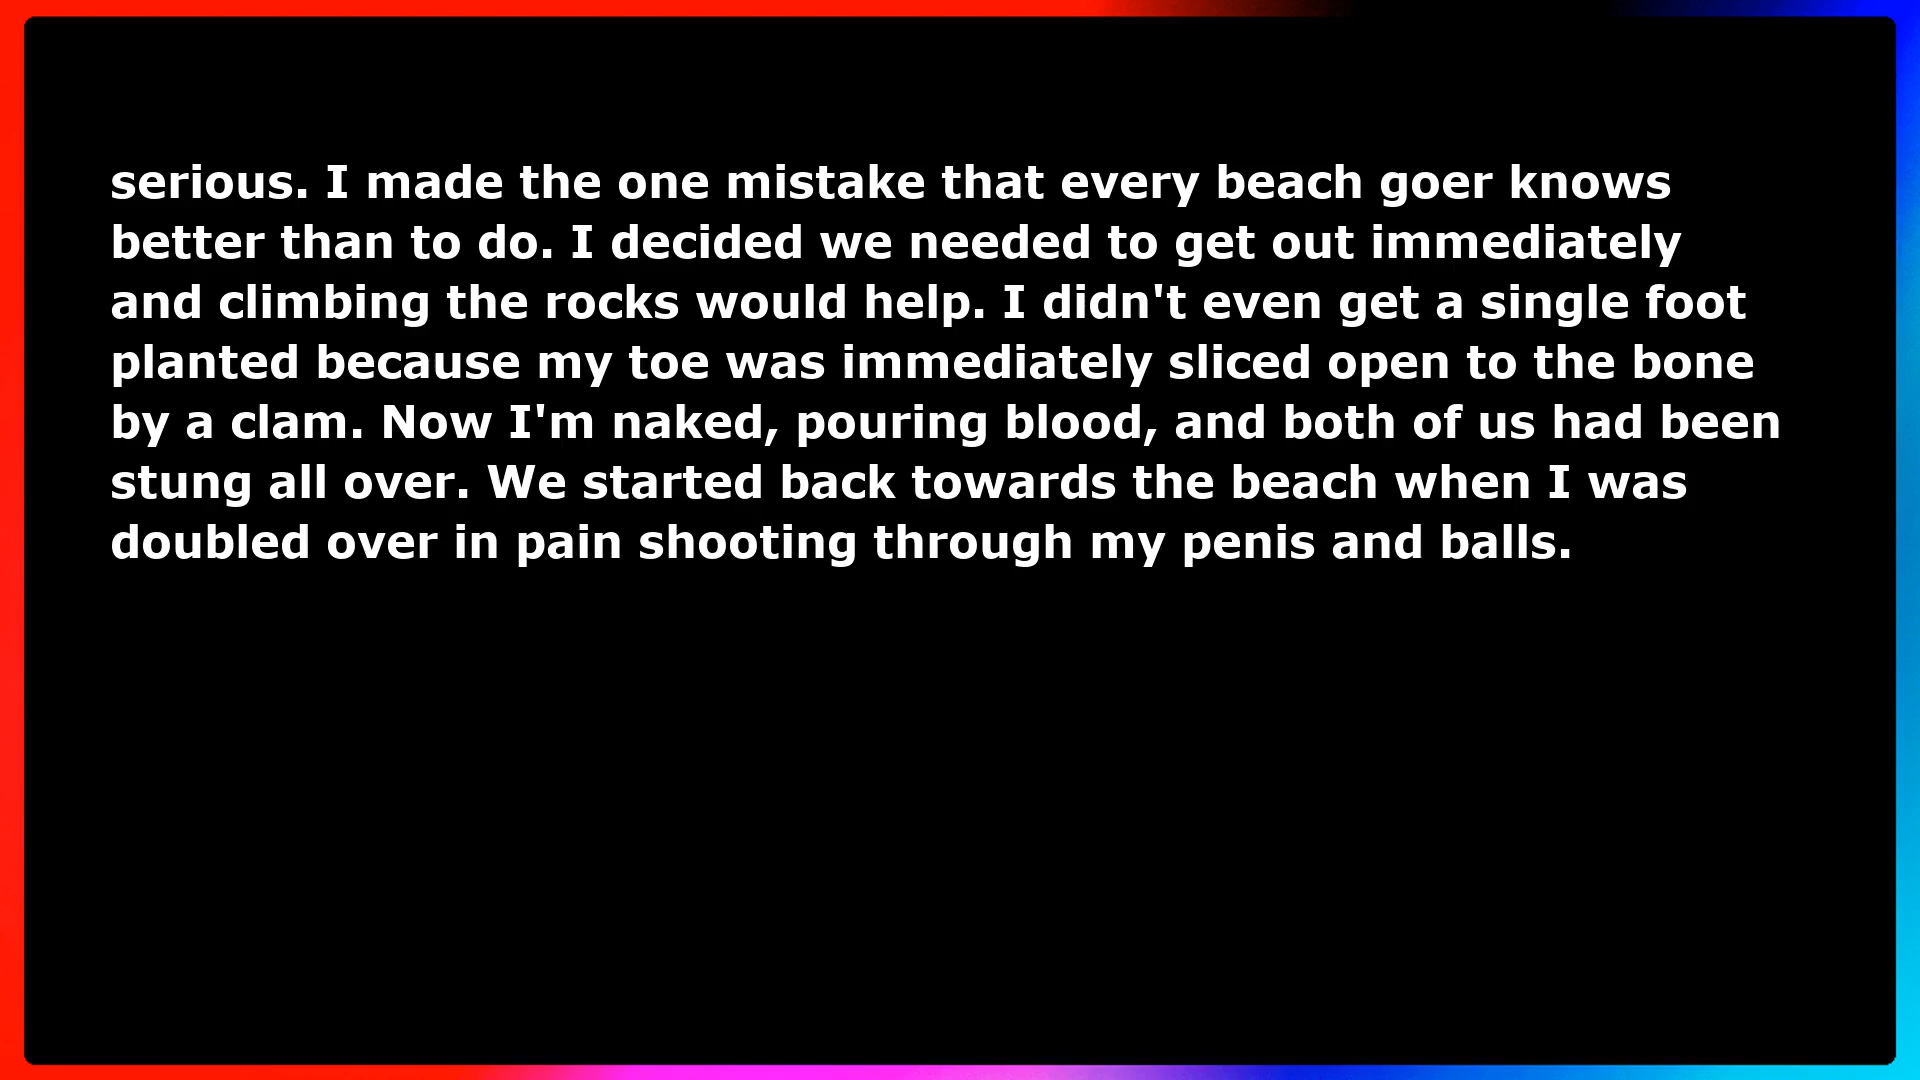 serious. I made the one mistake that every beach goer knows
better than to do. I decided we needed to get out immediately
and climbing the rocks would help. I didn't even get a single foot
planted because my toe was immediately sliced open to the bone
by a clam. Now I'm naked, pouring blood, and both of us had been
stung all over. We started back towards the beach when I was
doubled over in pain shooting through my penis and balls.